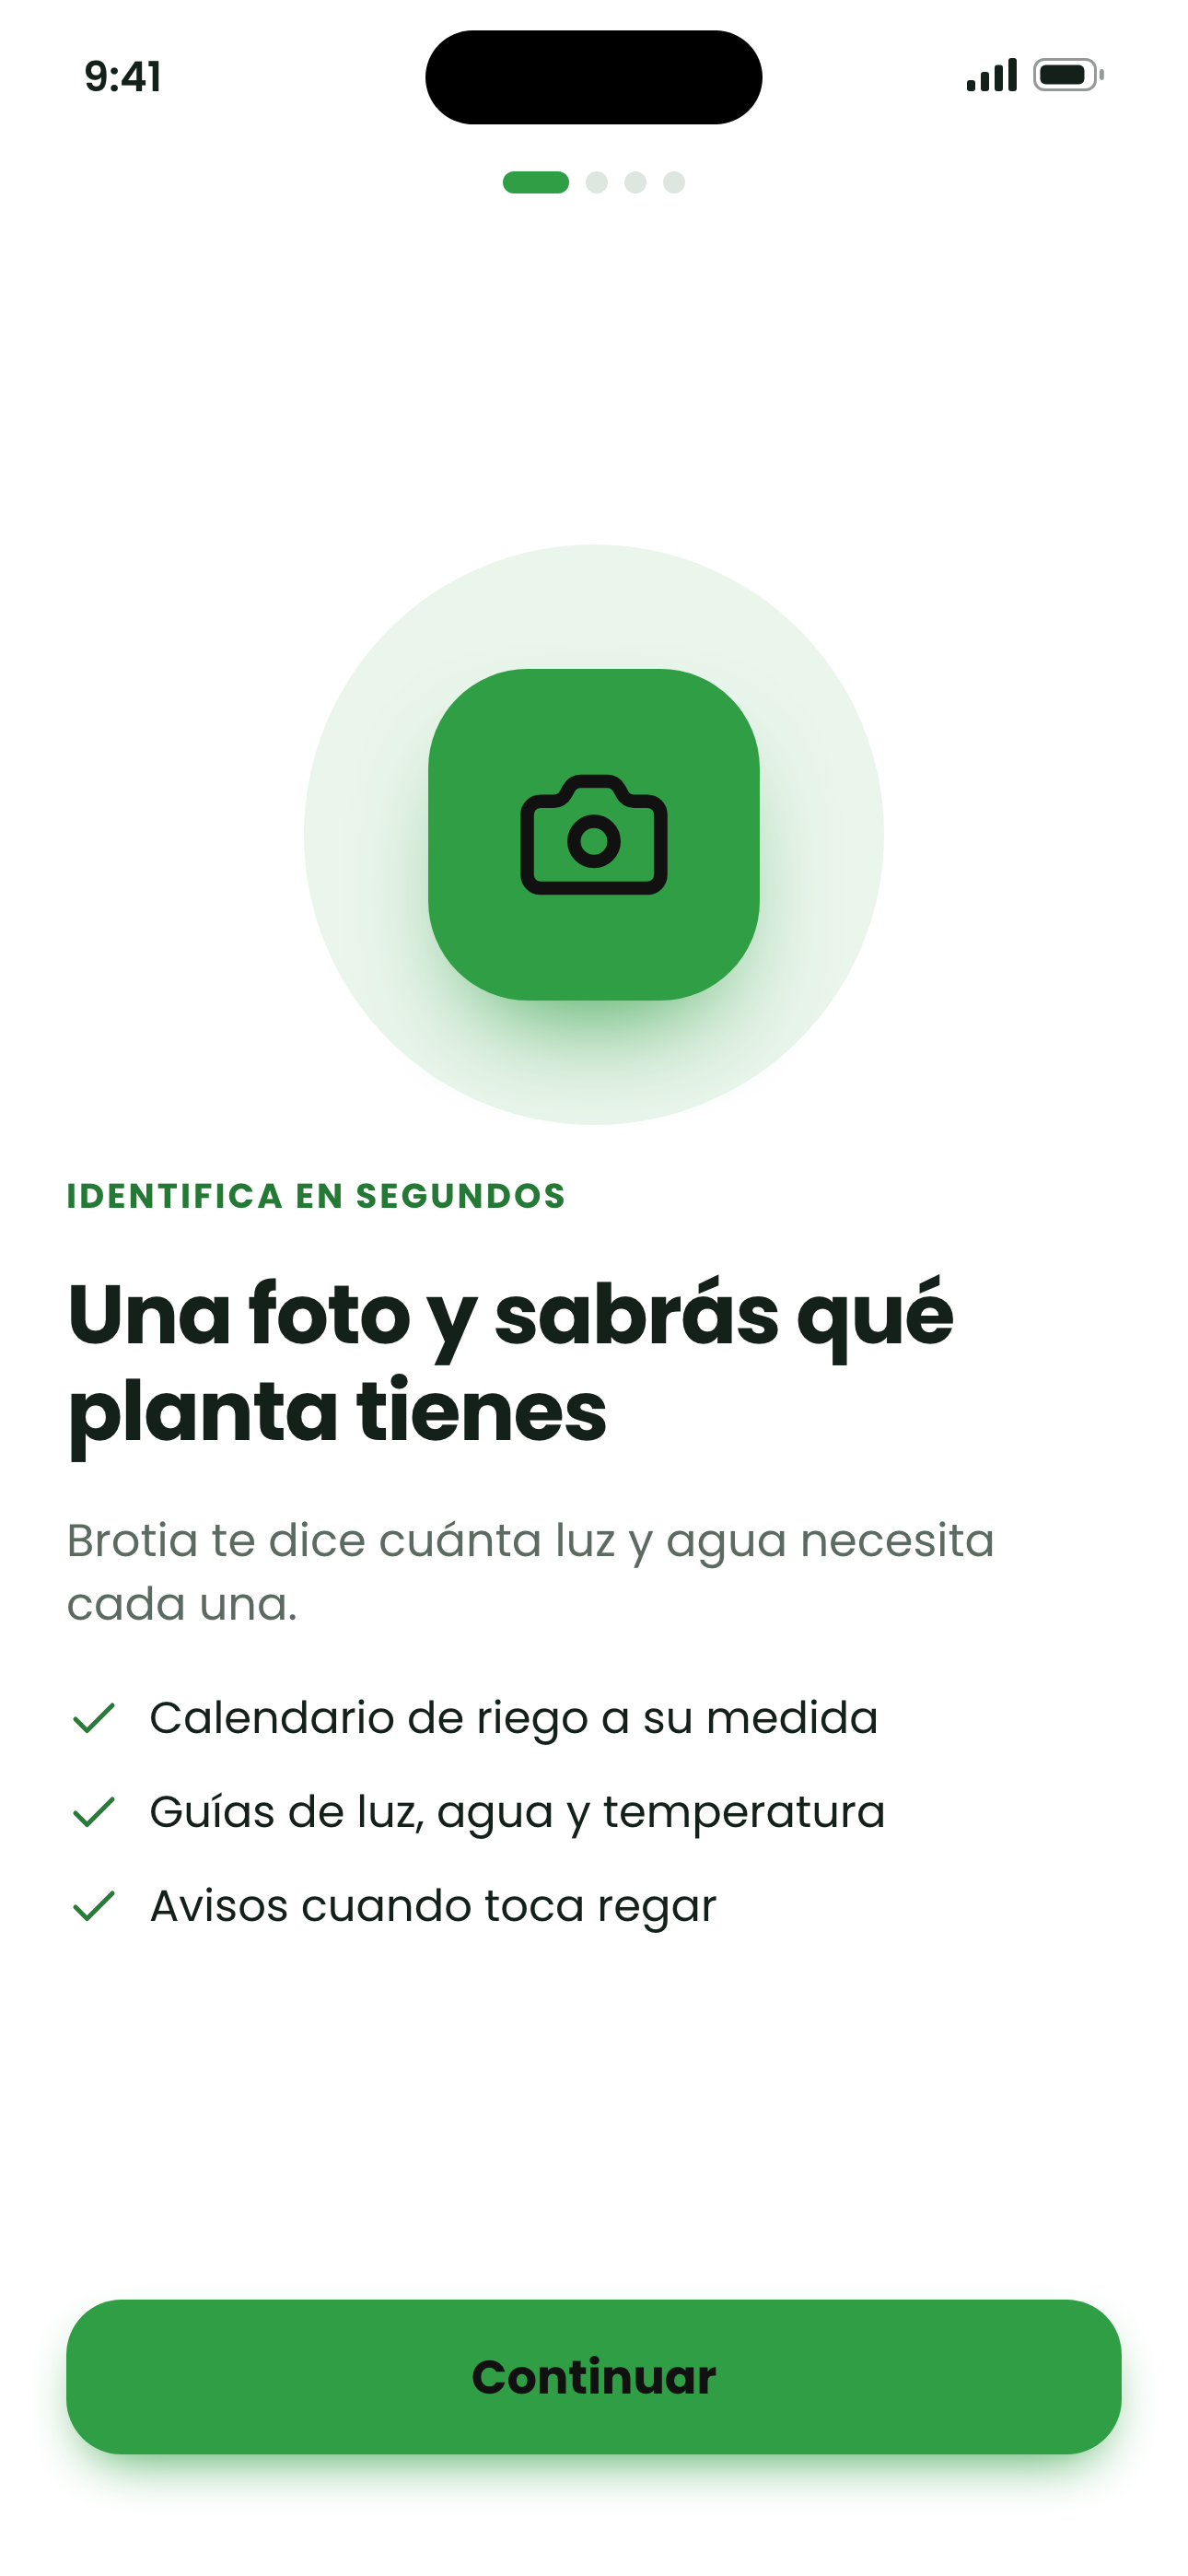 9:41
IDENTIFICA EN SEGUNDOS
Una foto y sabrás qué
planta tienes
Brotia te dice cuánta luz y agua necesita
cada una.
Calendario de riego a su medida
Guías de luz, agua y temperatura
Avisos cuando toca regar
Continuar